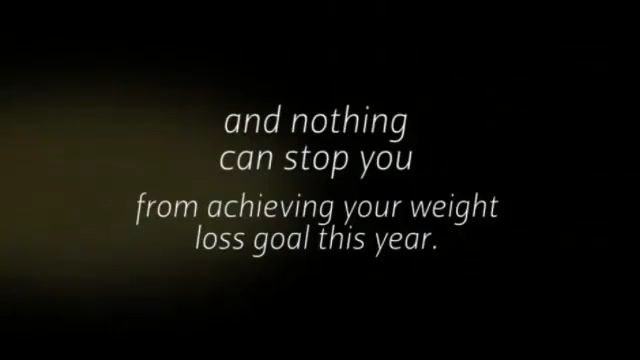 and nothing
can stop you
from achieving your weight
loss goal this year.